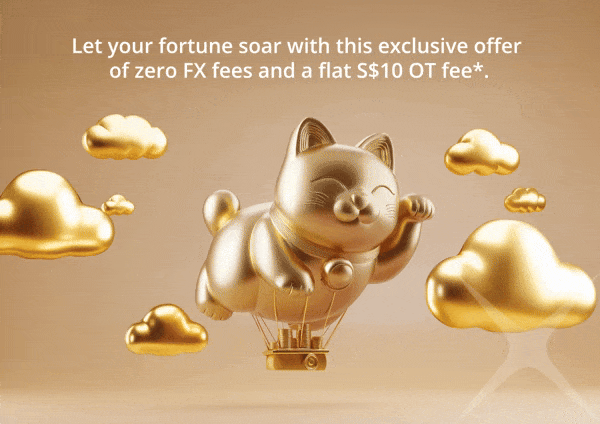 Let your fortune soar with this exclusive offer
of zero FX fees and a flat S$10 OT fee*.